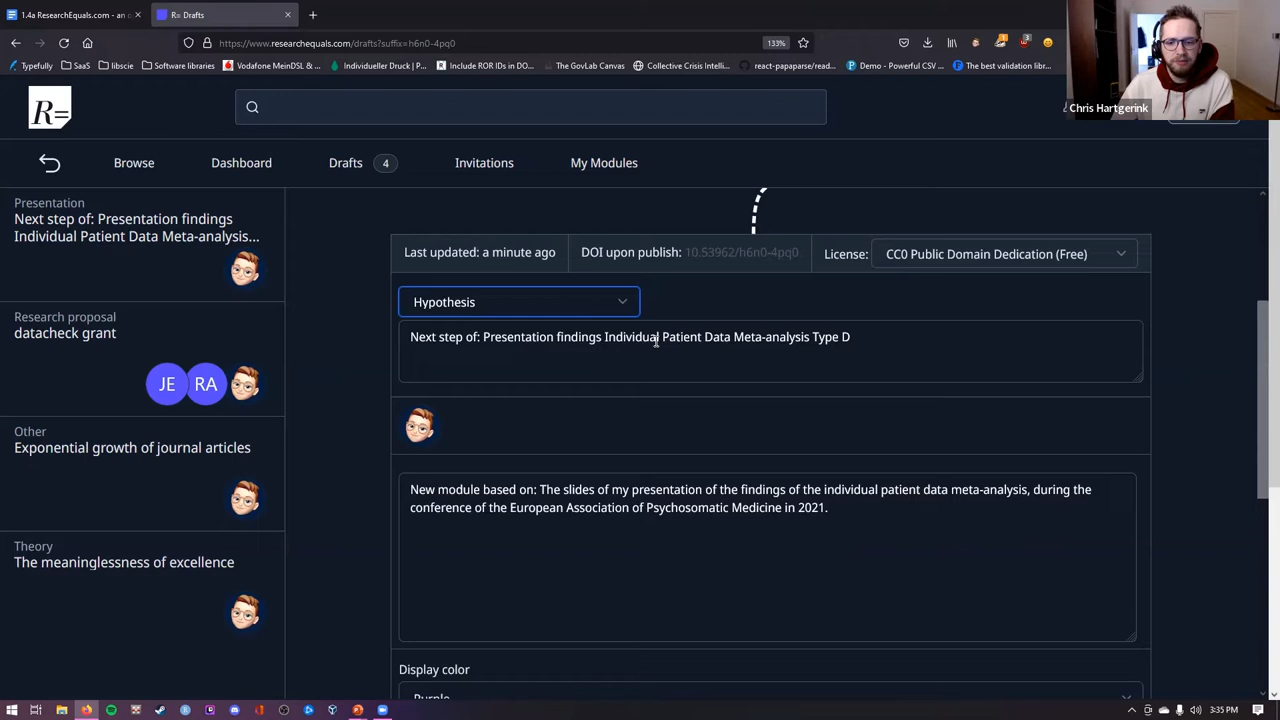 1.4a ResearchEquals.com - an o
R= Drafts
https://www.researchequals.com/drafts?suffix=h6n0-4pq0
133%
Typefully
SaaS
libscie
Software libraries
Vodafone MeinDSL &
Individueller Druck | P
Include ROR IDs in DO
The GovLab Canvas
Collective Crisis Intelli
react-papaparse/read
Demo - Powerful CSV
The best validation libr
Chris Hartgerink
R=
Browse
Dashboard
Drafts 4
Invitations
My Modules
Presentation
Next step of: Presentation findings
Individual Patient Data Meta-analysis...
Research proposal
datacheck grant
JE RA
Other
Exponential growth of journal articles
Theory
The meaninglessness of excellence
Last updated: a minute ago
DOI upon publish: 10.53962/h6n0-4pq0
License: CC0 Public Domain Dedication (Free)
Hypothesis
Next step of: Presentation findings Individual Patient Data Meta-analysis Type D
New module based on: The slides of my presentation of the findings of the individual patient data meta-analysis, during the
conference of the European Association of Psychosomatic Medicine in 2021.
Display color
Purple
3:35 PM